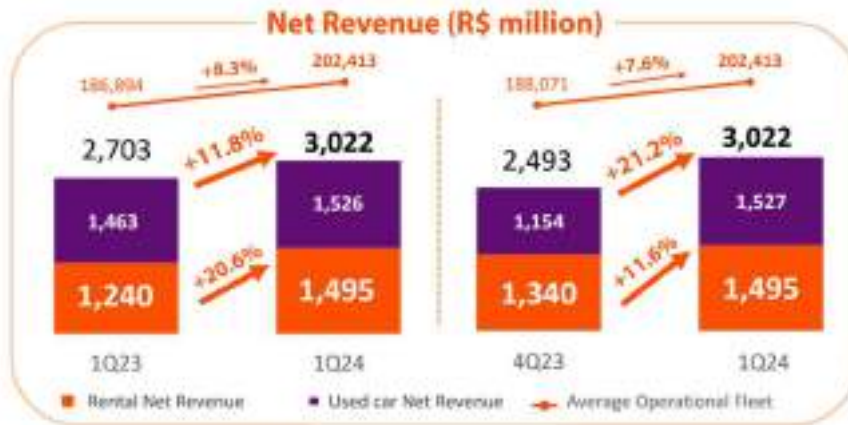 Net Revenue (R$ million)
186,894 +8.3% 202,413
2,703 +11.8% 3,022
1,463 1,526
+20.6%
1,240 1,495
1Q23 1Q24
188,071 +7.6% 202,413
2,493 +21.2% 3,022
1,154 1,527
+11.6%
1,340 1,495
4Q23 1Q24
Rental Net Revenue Used car Net Revenue Average Operational Fleet